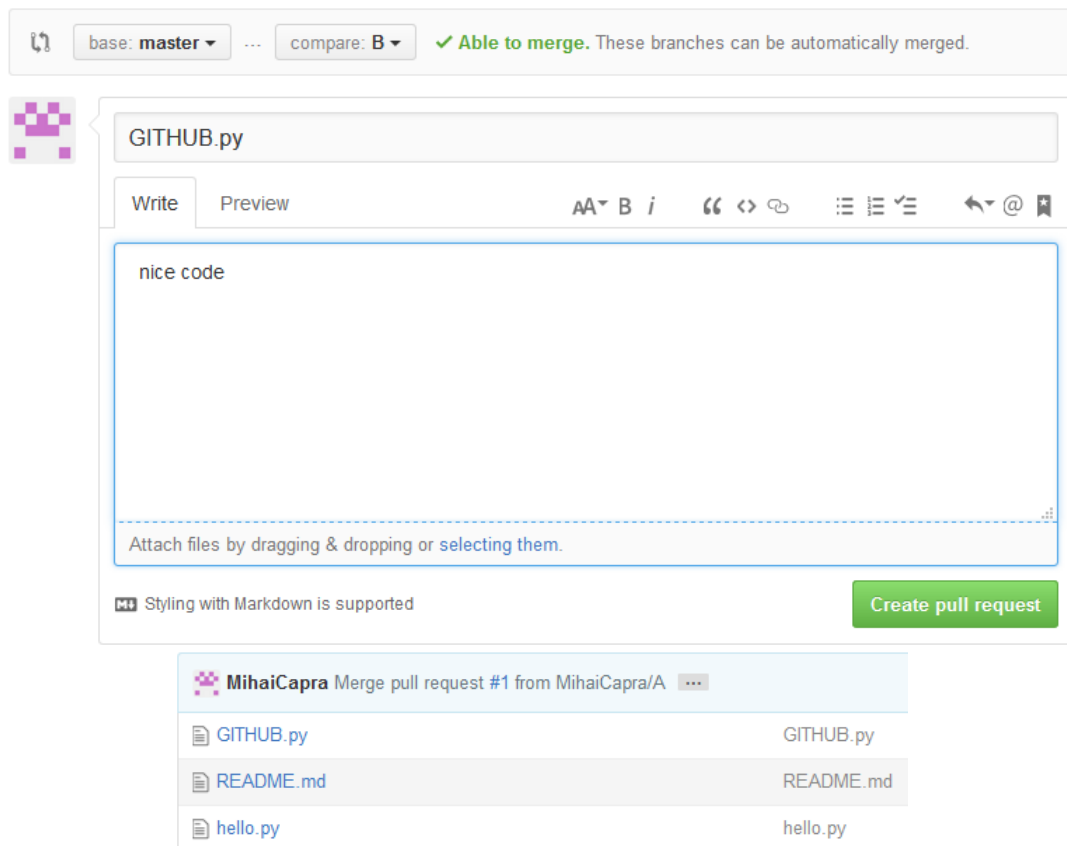 base: master ... compare: B ✓ Able to merge. These branches can be automatically merged.
GITHUB.py
Write Preview AA B i “ <> @
nice code
Attach files by dragging & dropping or selecting them.
M↓ Styling with Markdown is supported Create pull request
MihaiCapra Merge pull request #1 from MihaiCapra/A ...
GITHUB.py GITHUB.py
README.md README.md
hello.py hello.py